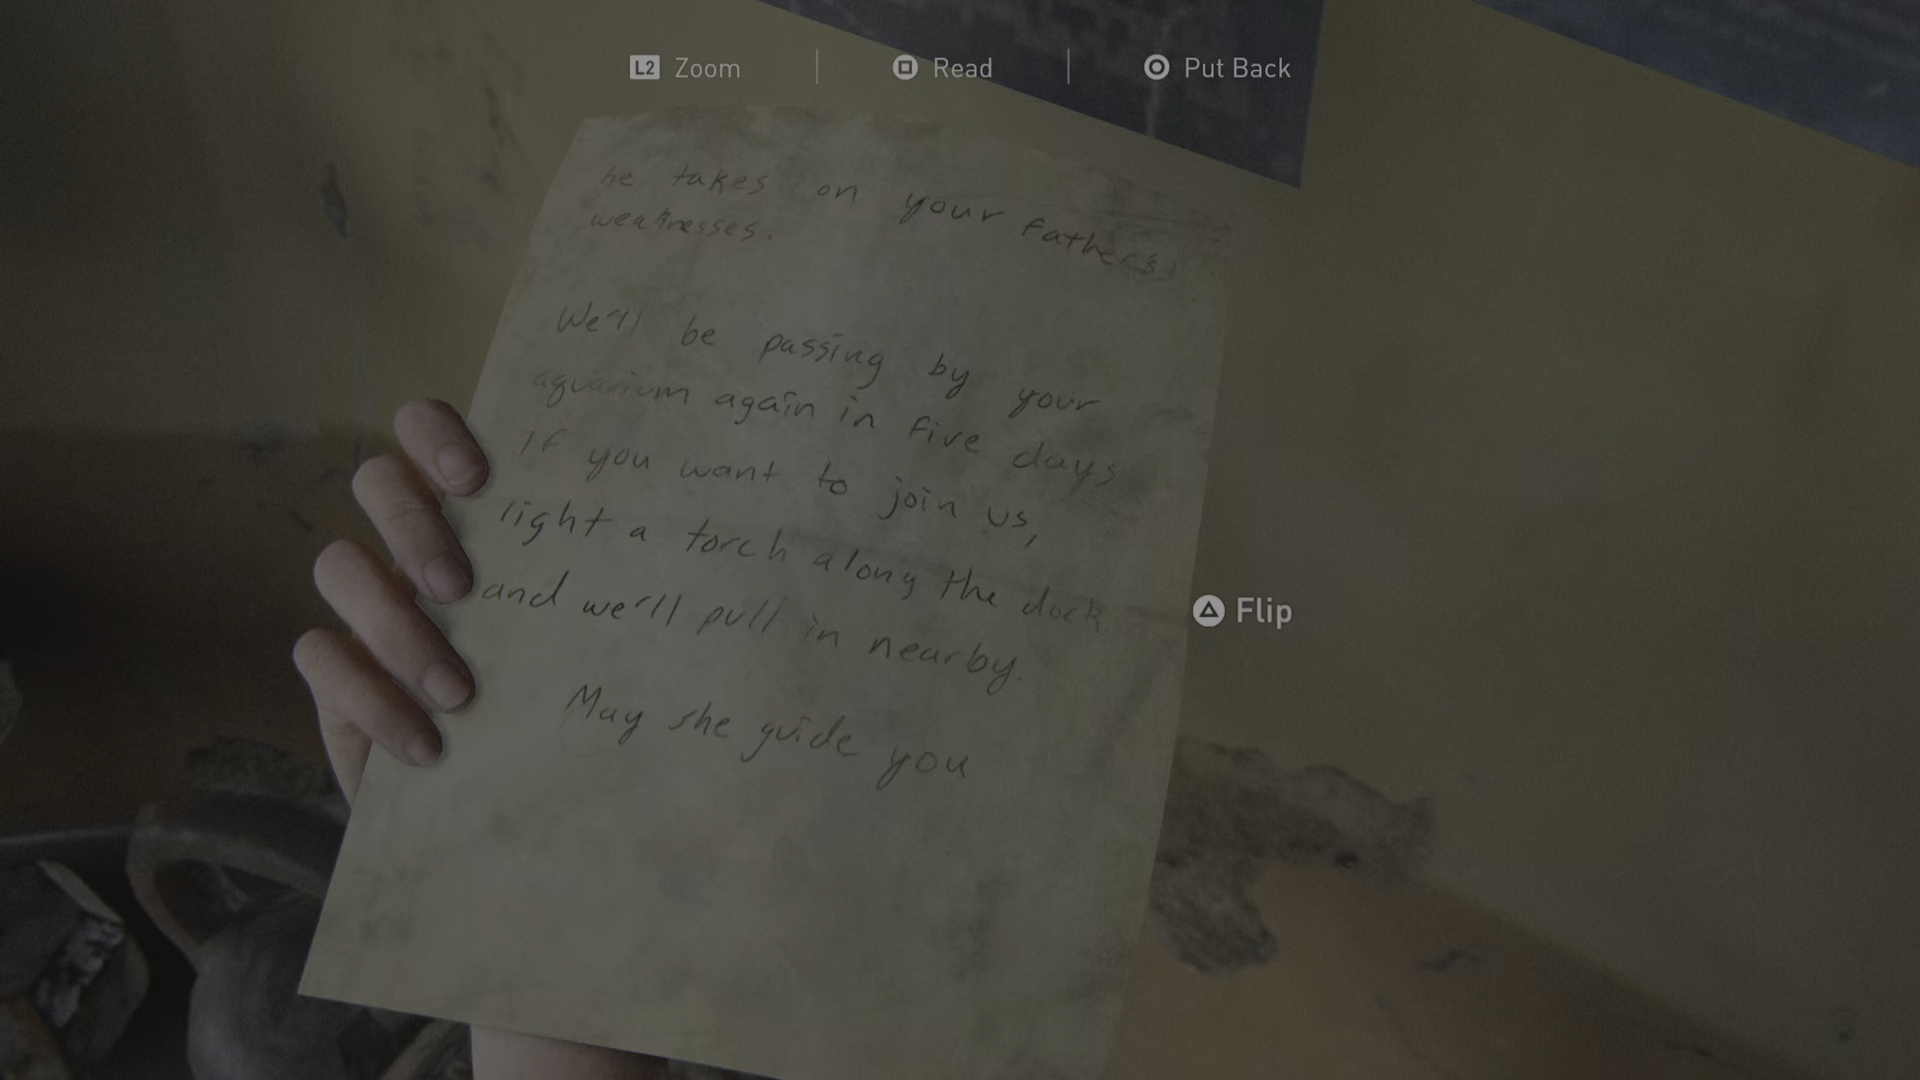 L2 Zoom
Read
Put Back
he takes on your father's
weaknesses.
We'll be passing by your
aquarium again in five days
If you want to join us,
light a torch along the dock
and we'll pull in nearby.
May she guide you
Flip